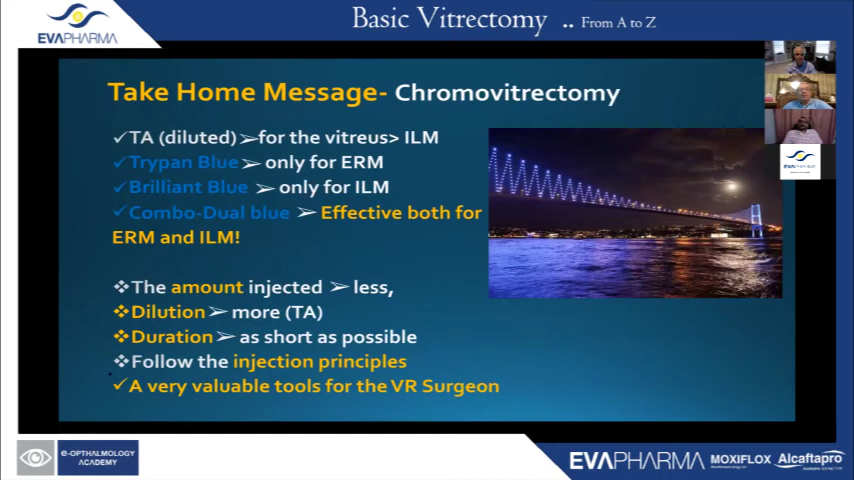 Basic Vitrectomy .. From A to Z
EVAPHARMA
Take Home Message- Chromovitrectomy
✓TA (diluted)➢for the vitreus> ILM
✓Trypan Blue➢ only for ERM
✓Brilliant Blue ➢ only for ILM
✓Combo-Dual blue ➢ Effective both for
ERM and ILM!
❖The amount injected ➢ less,
❖Dilution➢ more (TA)
❖Duration➢ as short as possible
❖Follow the injection principles
✓A very valuable tools for the VR Surgeon
EVAPHARMA
e-OPTHALMOLOGY
ACADEMY
EVAPHARMA MOXIFLOX Alcaftapro